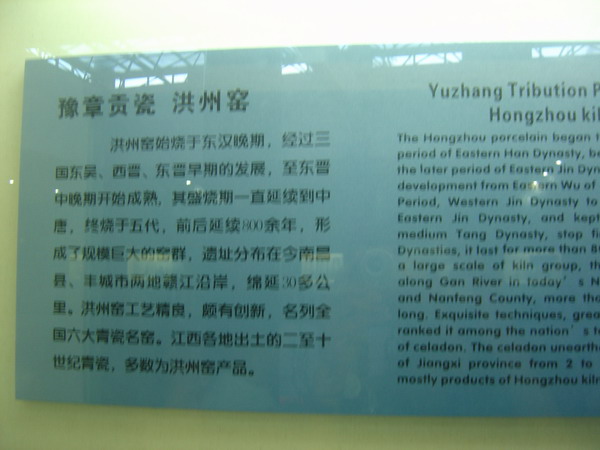 豫章贡瓷 洪州窑
洪州窑始烧于东汉晚期，经过三
国东吴、西晋、东晋早期的发展，至东晋
中晚期开始成熟，其盛烧期一直延续到中
唐，终烧于五代，前后延续800余年，形
成了规模巨大的窑群，遗址分布在今南昌
县、丰城市两地赣江沿岸，绵延30多公
里。洪州窑工艺精良，颇有创新，名列全
国六大青瓷名窑。江西各地出土的二至十
世纪青瓷，多数为洪州窑产品。
Yuzhang Tribution P
Hongzhou kil
The Hongzhou porcelain began t
period of Eastern Han Dynasty, be
the later period of Eastern Jin Dyn
development from Eastern Wu of
Period, Western Jin Dynasty to
Eastern Jin Dynasty, and kept
medium Tang Dynasty, stop fi
Dynasties, it last for more than 8
a large scale of kiln group, th
along Gan River in today's N
and Nanfeng County, more tha
long. Exquisite techniques, grea
ranked it among the nation's t
of celadon. The celadon unearthe
of Jiangxi province from 2 to
mostly products of Hongzhou kiln